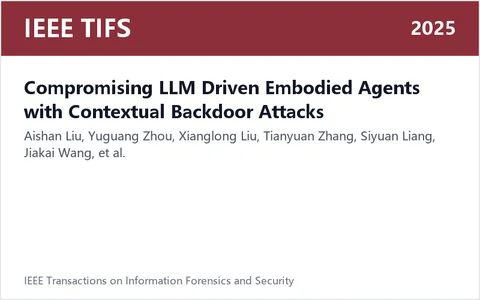 IEEE TIFS
2025
Compromising LLM Driven Embodied Agents
with Contextual Backdoor Attacks
Aishan Liu, Yuguang Zhou, Xianglong Liu, Tianyuan Zhang, Siyuan Liang,
Jiakai Wang, et al.
IEEE Transactions on Information Forensics and Security